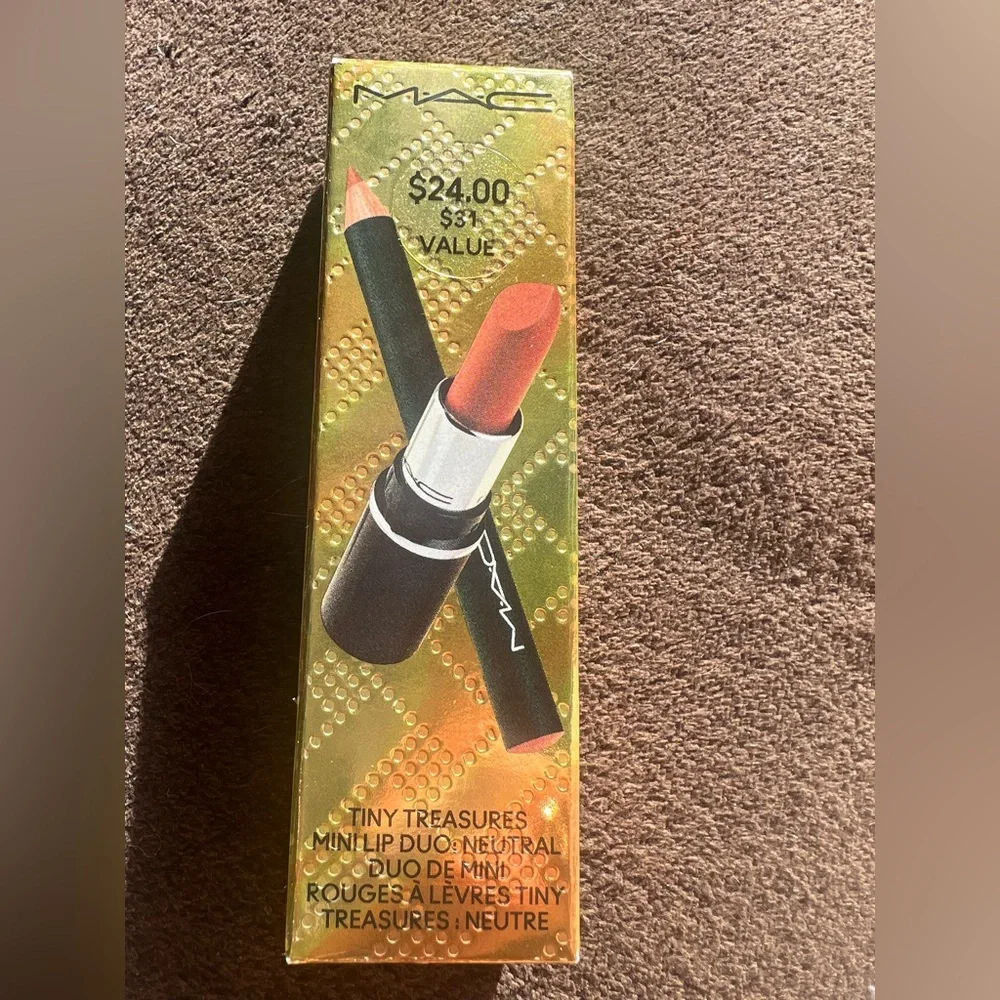 M·A·C
$24.00
$31
VALUE
M·A·C
TINY TREASURES
MINI LIP DUO: NEUTRAL
DUO DE MINI
ROUGES À LÈVRES TINY
TREASURES : NEUTRE